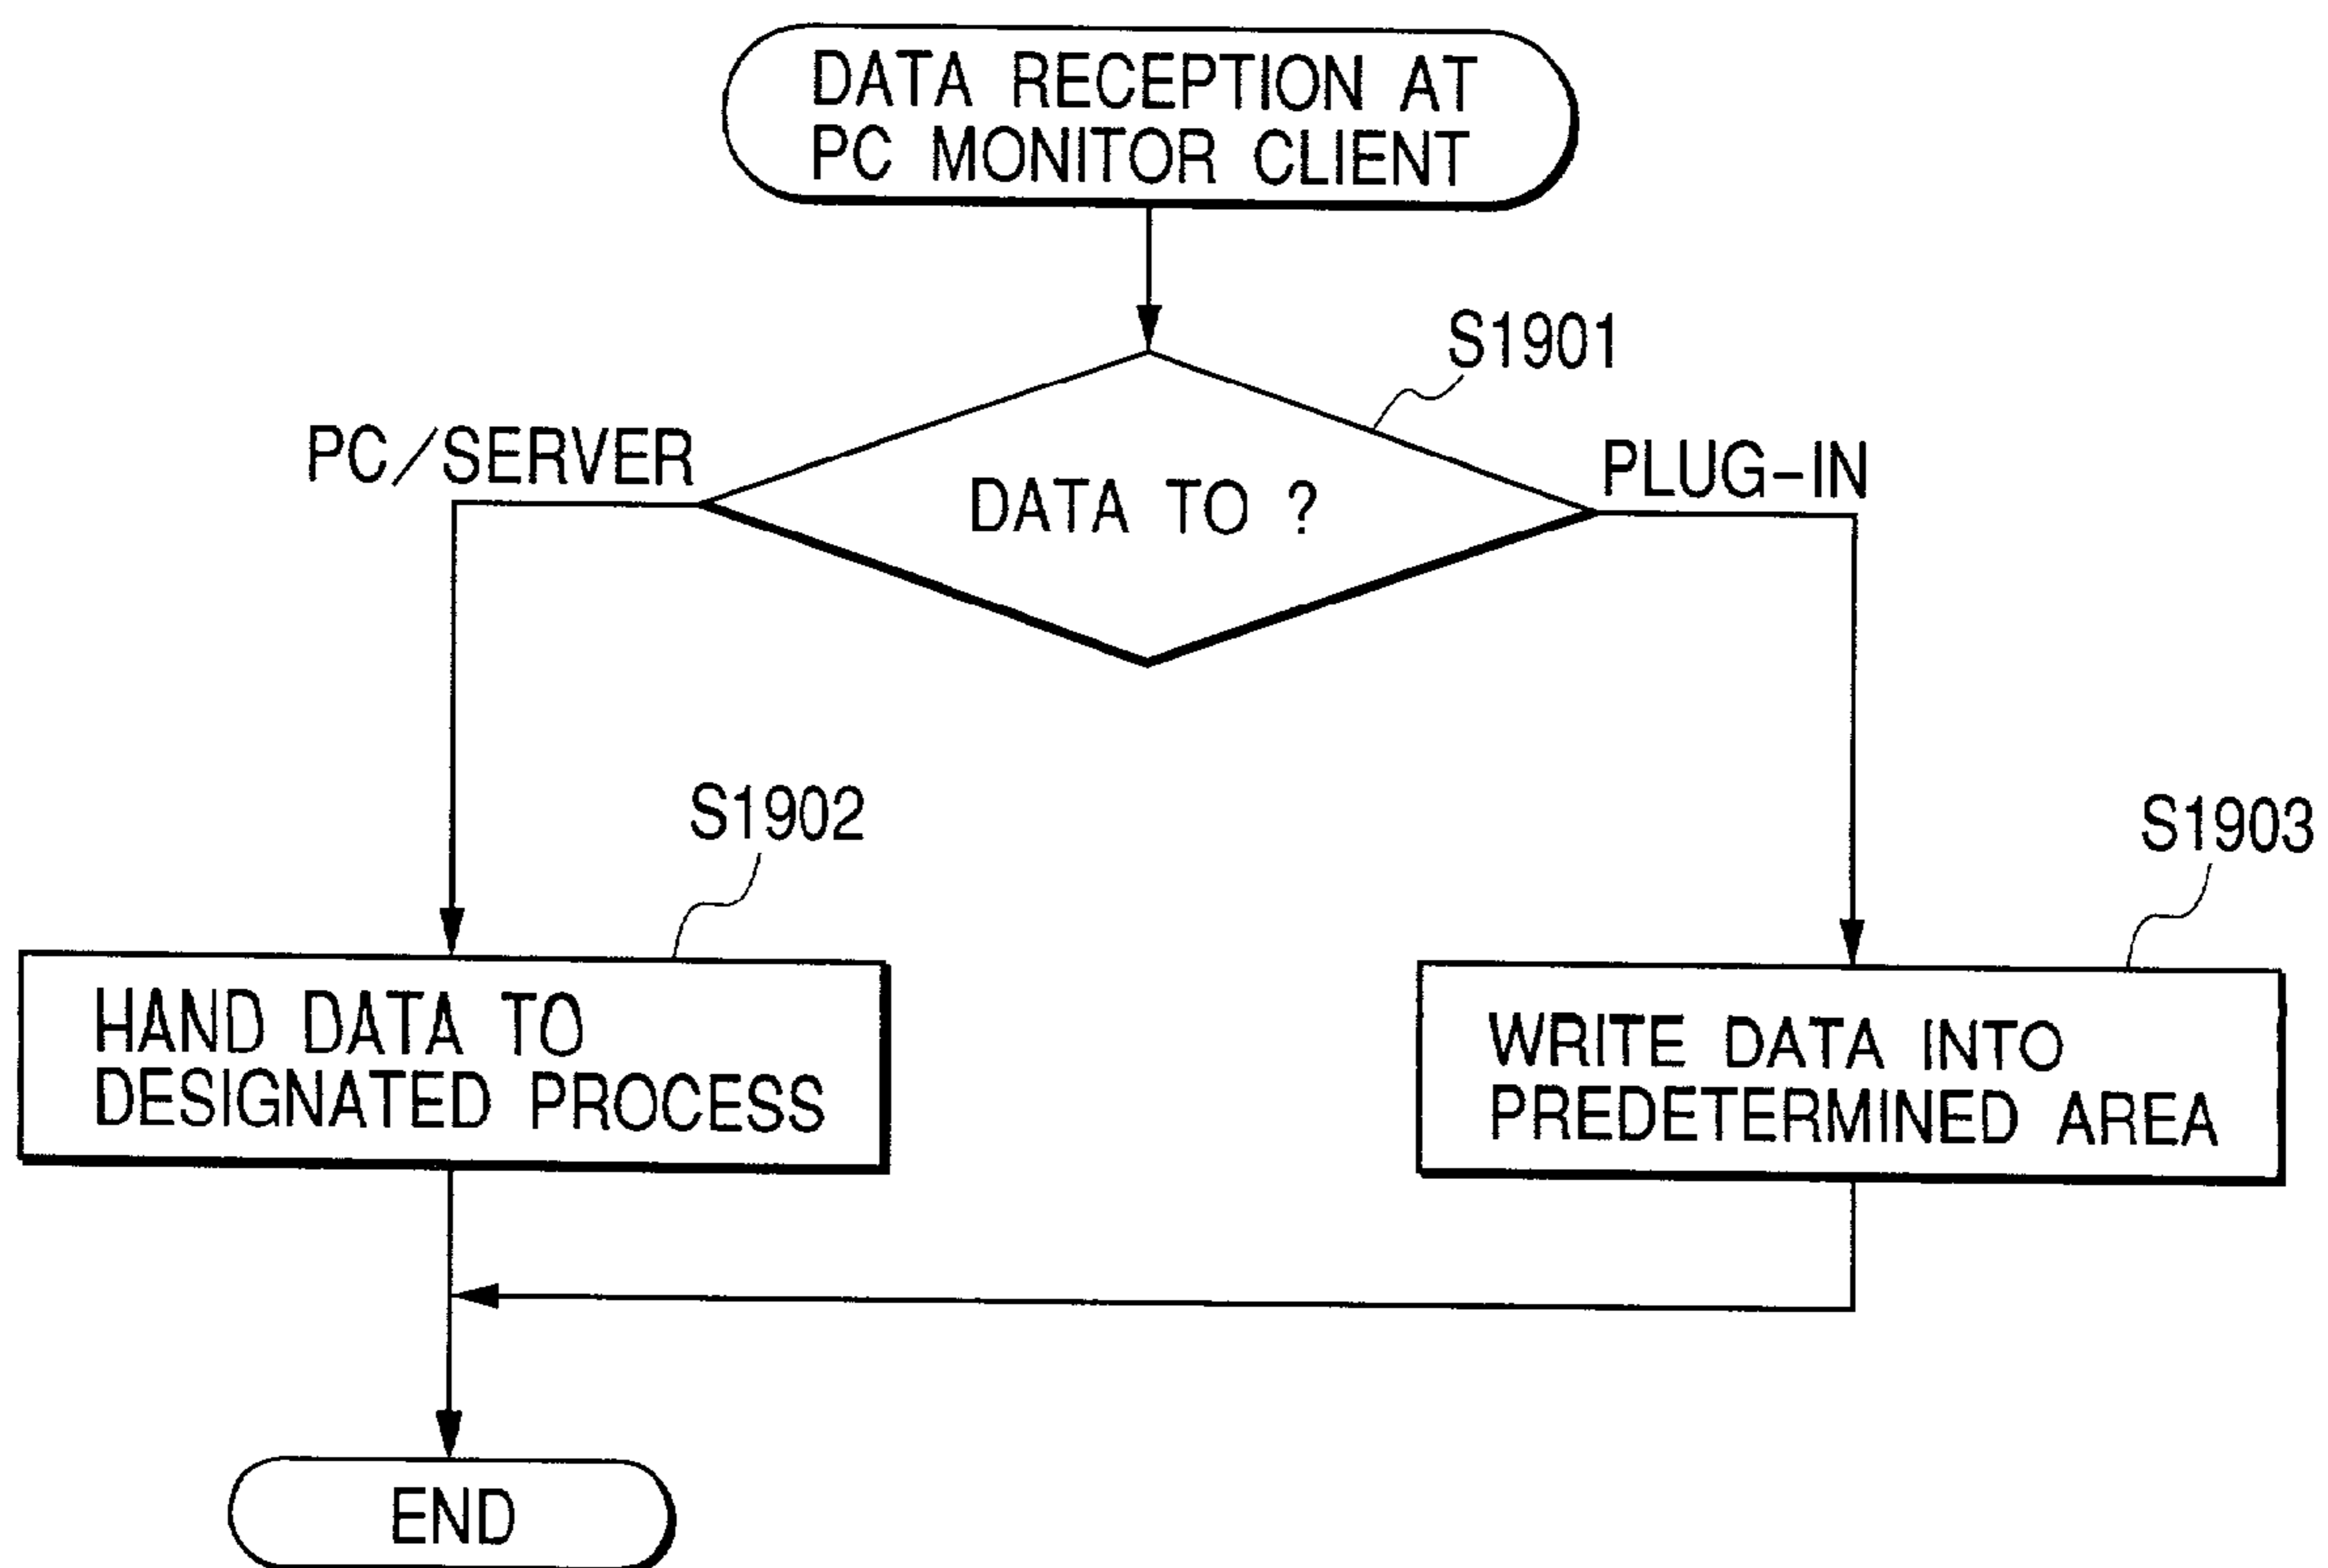 DATA RECEPTION AT
PC MONITOR CLIENT
S1901
PC/SERVER
PLUG-IN
DATA TO ?
S1902
S1903
HAND DATA TO
DESIGNATED PROCESS
WRITE DATA INTO
PREDETERMINED AREA
END